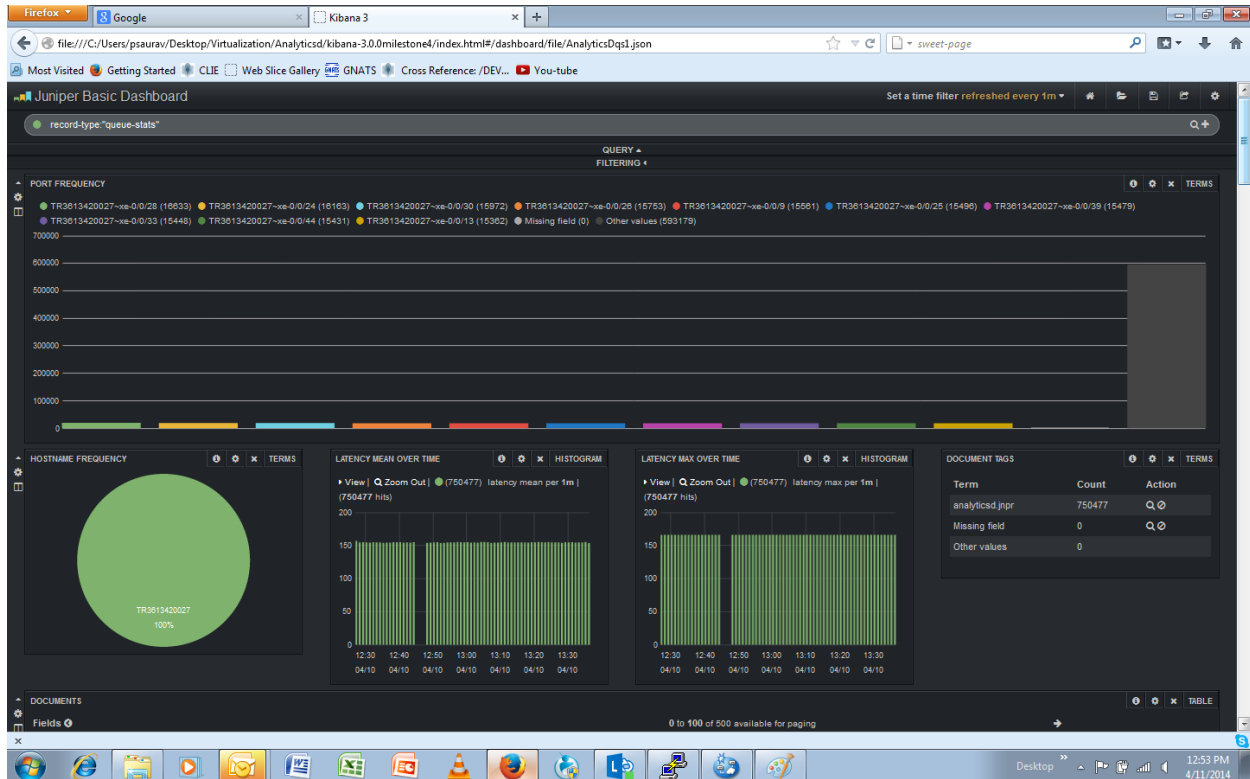 Firefox
Google
Kibana 3
file:///C:/Users/psaurav/Desktop/Virtualization/Analyticsd/kibana-3.0.0milestone4/index.html#/dashboard/file/AnalyticsDqs1.json
sweet-page
Most Visited Getting Started CLIE Web Slice Gallery GNATS Cross Reference: /DEV... You-tube
Juniper Basic Dashboard
Set a time filter refreshed every 1m
record-type:"queue-stats"
QUERY
FILTERING
PORT FREQUENCY
TERMS
TR3613420027~xe-0/0/28 (16633) TR3613420027~xe-0/0/24 (16163) TR3613420027~xe-0/0/30 (15972) TR3613420027~xe-0/0/26 (15753) TR3613420027~xe-0/0/9 (15561) TR3613420027~xe-0/0/25 (15496) TR3613420027~xe-0/0/39 (15479)
TR3613420027~xe-0/0/33 (15448) TR3613420027~xe-0/0/44 (15431) TR3613420027~xe-0/0/13 (15362) Missing field (0) Other values (593179)
700000
600000
500000
400000
300000
200000
100000
0
HOSTNAME FREQUENCY
TERMS
TR3613420027
100%
LATENCY MEAN OVER TIME
HISTOGRAM
View | Zoom Out | (750477) latency mean per 1m |
(750477 hits)
200
150
100
50
0
12:30 12:40 12:50 13:00 13:10 13:20 13:30
04/10 04/10 04/10 04/10 04/10 04/10 04/10
LATENCY MAX OVER TIME
HISTOGRAM
View | Zoom Out | (750477) latency max per 1m |
(750477 hits)
200
150
100
50
0
12:30 12:40 12:50 13:00 13:10 13:20 13:30
04/10 04/10 04/10 04/10 04/10 04/10 04/10
DOCUMENT TAGS
TERMS
Term Count Action
analyticsd.jnpr 750477
Missing field 0
Other values 0
DOCUMENTS
TABLE
Fields
0 to 100 of 500 available for paging
Desktop
12:53 PM
4/11/2014